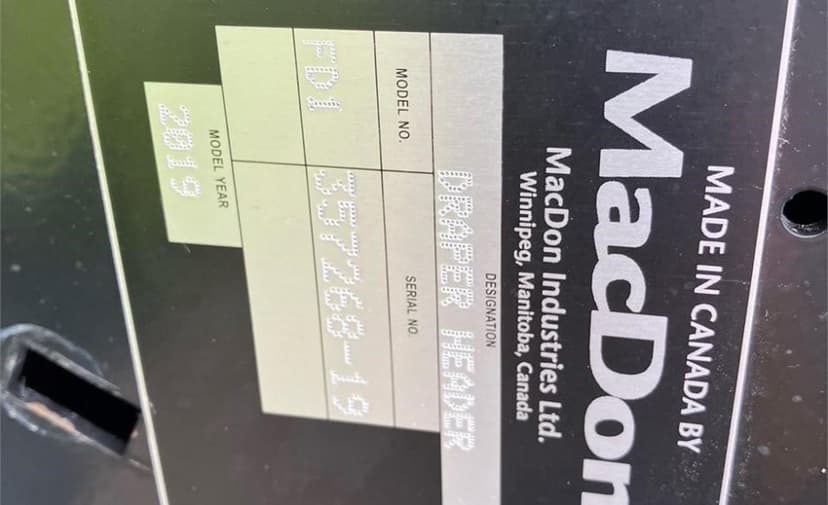 MADE IN CANADA BY
MacDon
MacDon Industries Ltd.
Winnipeg, Manitoba, Canada
DESIGNATION
DRAPER HEADER
MODEL NO. SERIAL NO.
FD1 357268-19
MODEL YEAR
2019